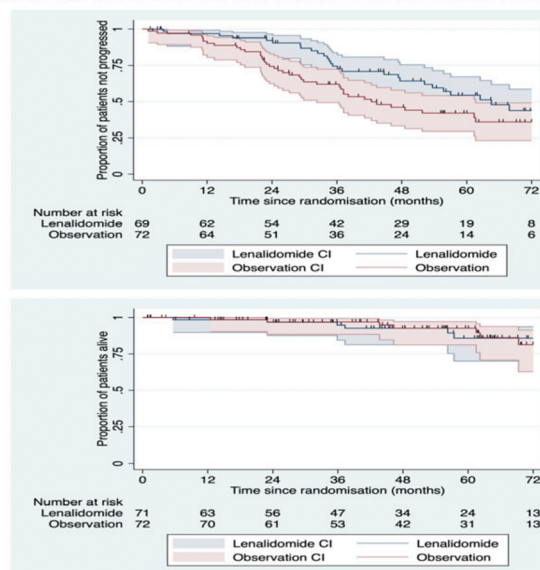 Proportion of patients not progressed
1
.75
.5
.25
0
0 12 24 36 48 60 72
Time since randomisation (months)
Number at risk
Lenalidomide 69 62 54 42 29 19 8
Observation 72 64 51 36 24 14 6
Lenalidomide CI Lenalidomide
Observation CI Observation
Proportion of patients alive
1
.75
.5
.25
0
0 12 24 36 48 60 72
Time since randomisation (months)
Number at risk
Lenalidomide 71 63 56 47 34 24 13
Observation 72 70 61 53 42 31 13
Lenalidomide CI Lenalidomide
Observation CI Observation